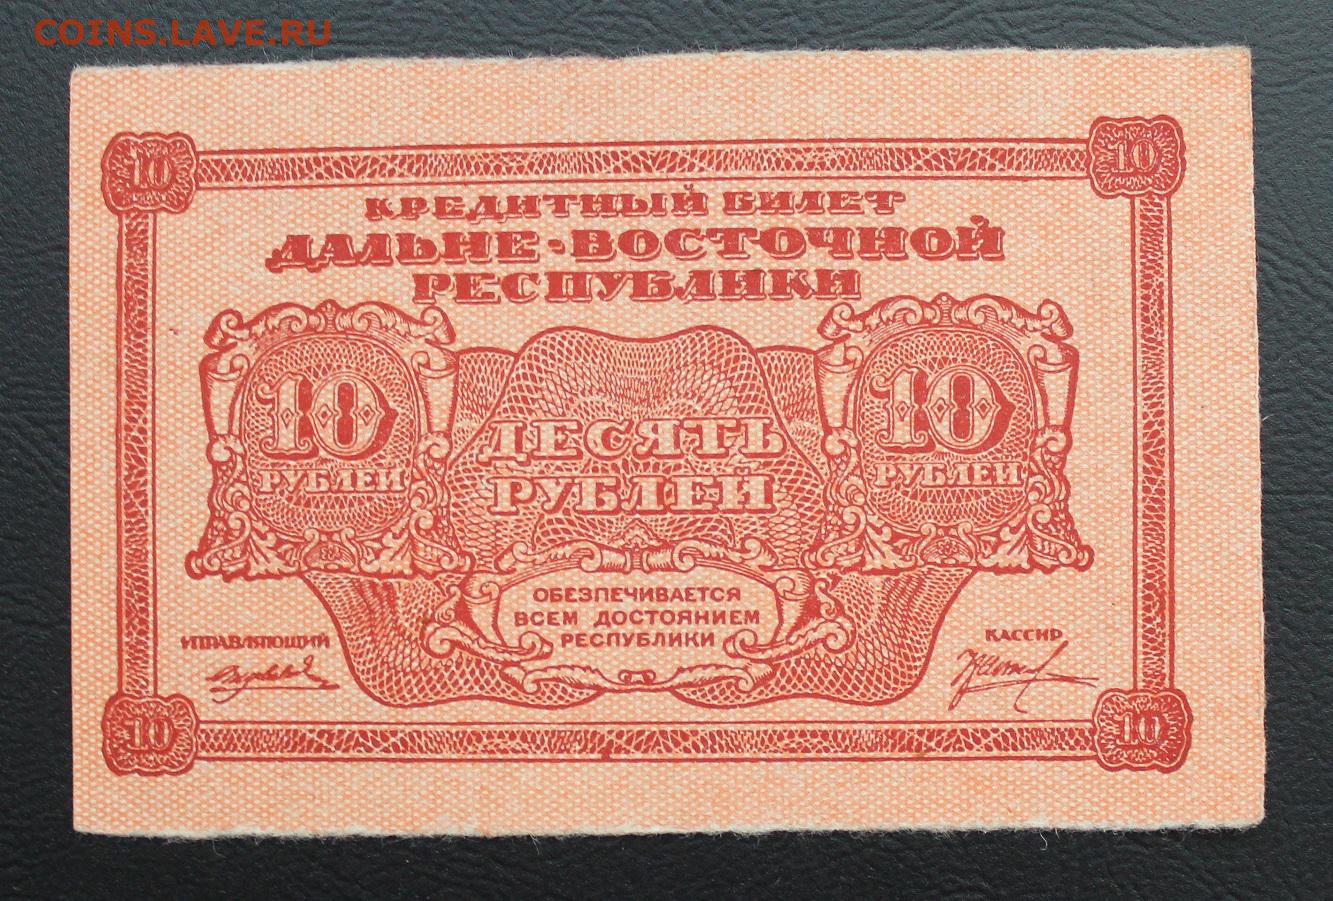 COINS.LAVE.RU
10 10
КРЕДИТНЫЙ БИЛЕТ
ДАЛЬНЕ-ВОСТОЧНОЙ
РЕСПУБЛИКИ
10 10
РУБЛЕЙ РУБЛЕЙ
ДЕСЯТЬ
РУБЛЕЙ
ОБЕЗПЕЧИВАЕТСЯ
ВСЕМ ДОСТОЯНИЕМ
РЕСПУБЛИКИ
УПРАВЛЯЮЩИЙ КАССИР
10 10